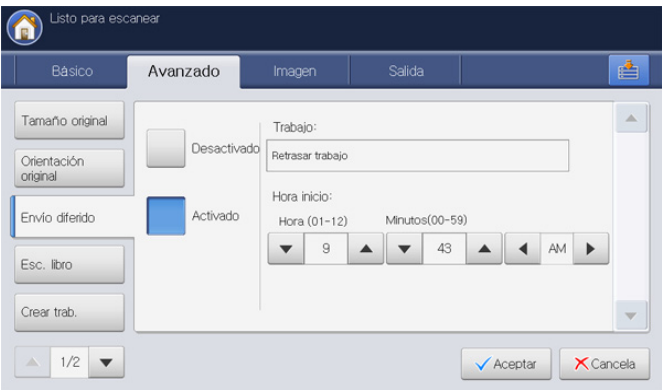 Listo para escanear
Básico
Avanzado
Imagen
Salida
Tamaño original
Orientación
original
Envío diferido
Esc. libro
Crear trab.
1/2
Desactivado
Activado
Trabajo:
Retrasar trabajo
Hora inicio:
Hora (01-12)
Minutos(00-59)
9
43
AM
Aceptar
Cancela